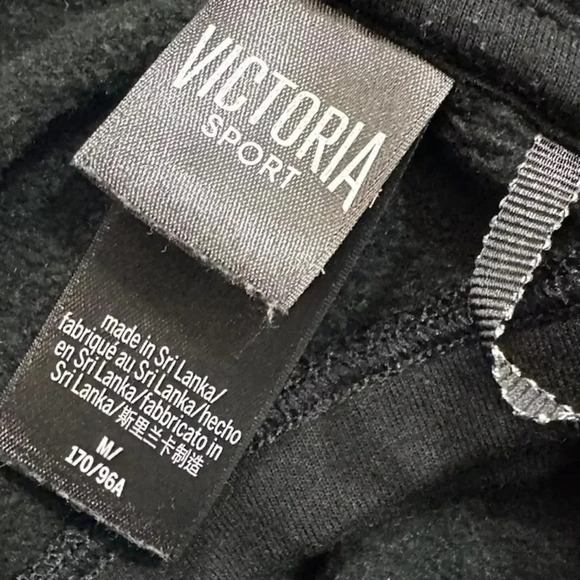 VICTORIA
SPORT
made in Sri Lanka/
fabriqué au Sri Lanka/hecho
en Sri Lanka/fabbricato in
Sri Lanka/斯里兰卡制造
M/
170/96A